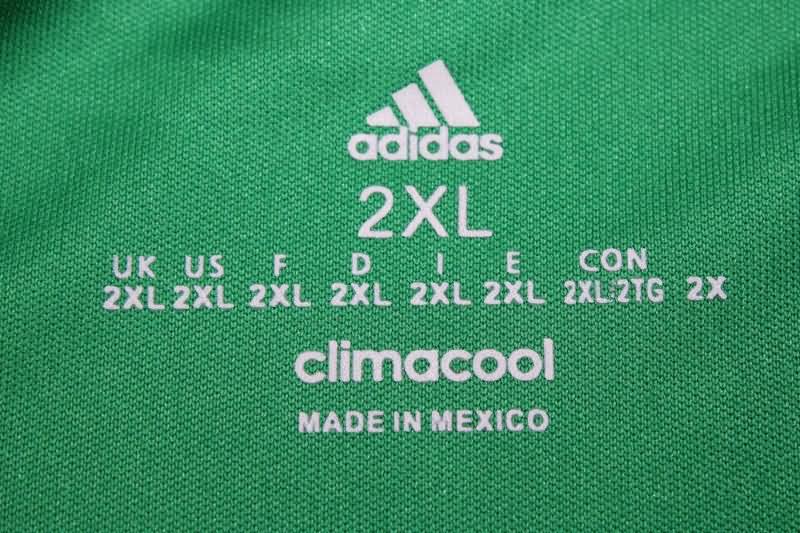 adidas
2XL
UK US F D I E CON
2XL 2XL 2XL 2XL 2XL 2XL 2XL/2TG 2X
climacool
MADE IN MEXICO